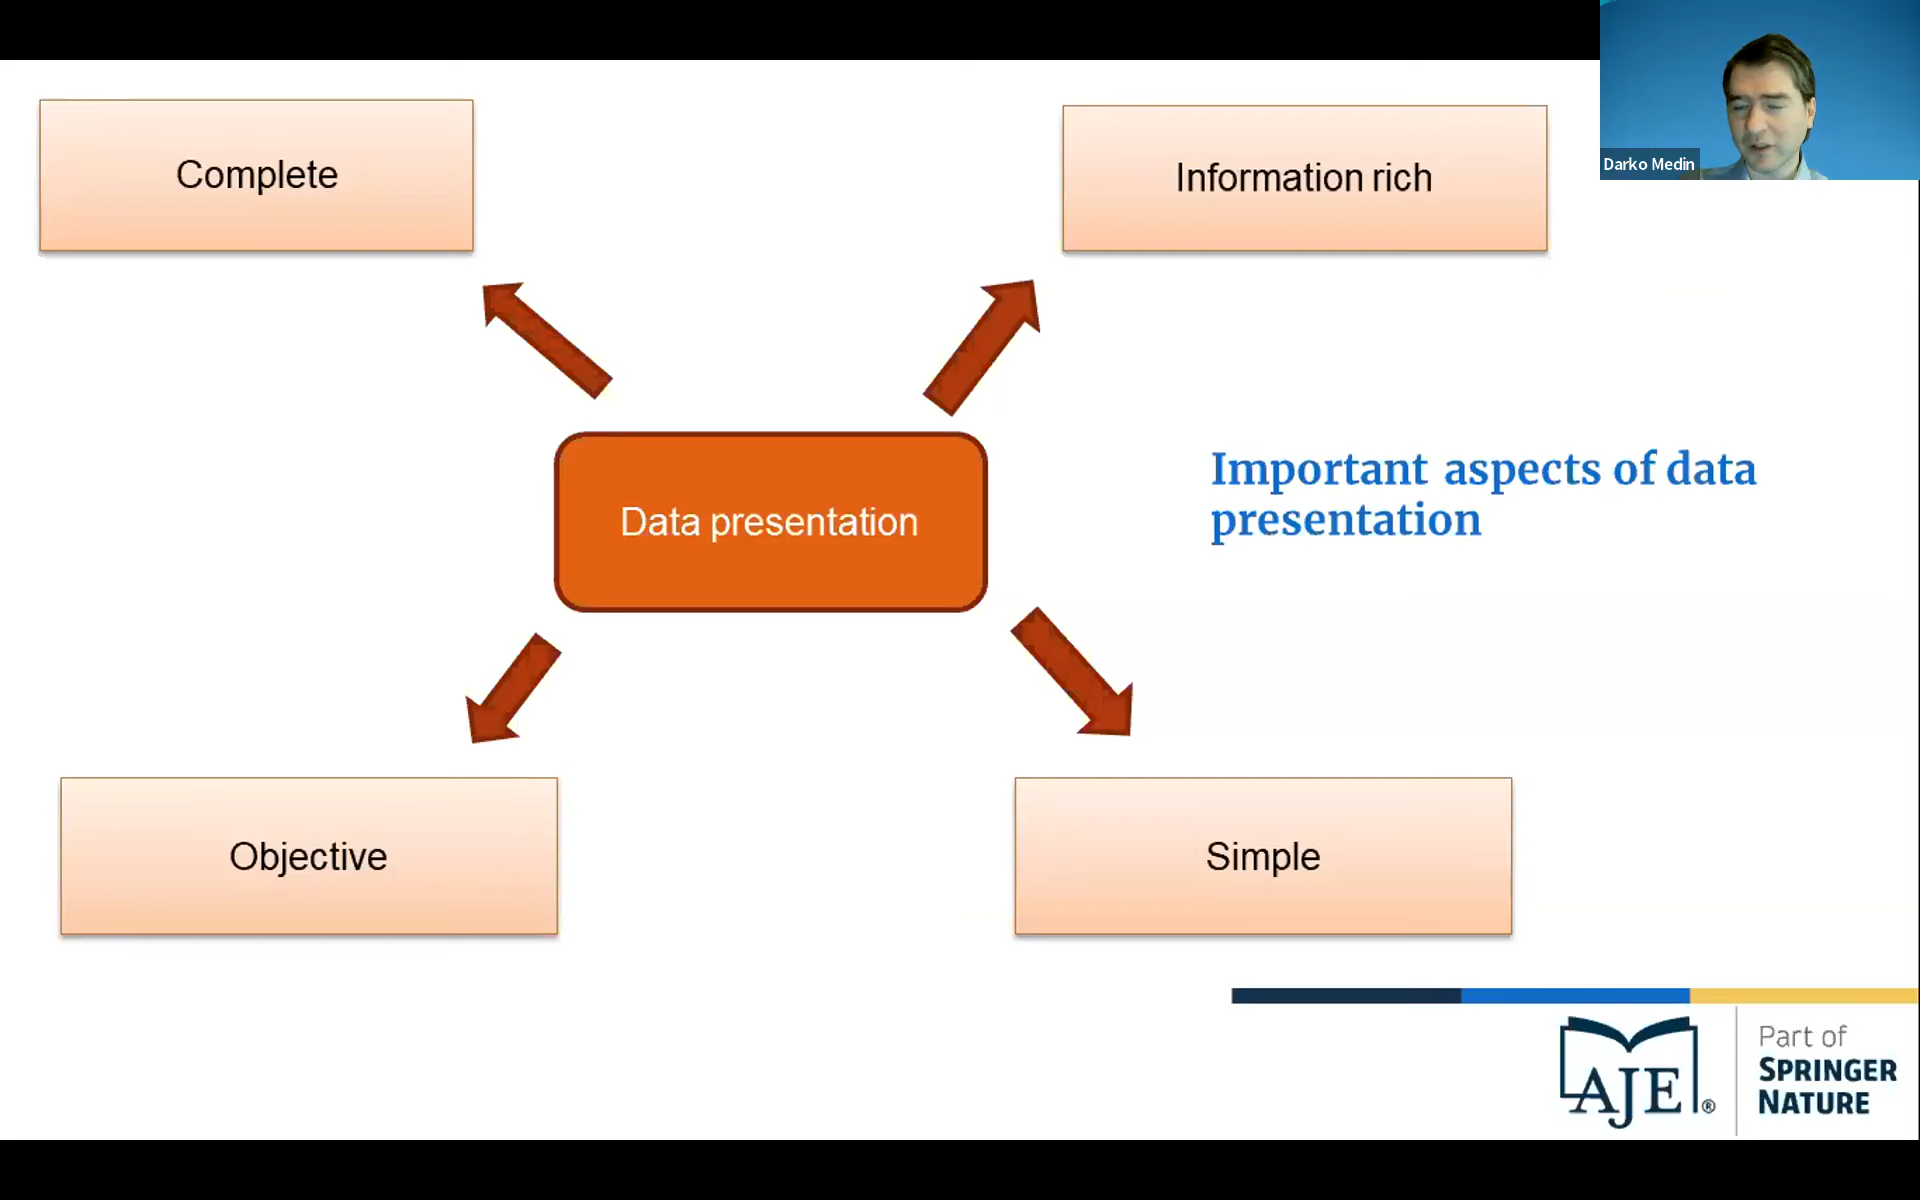 Complete
Information rich
Darko Medin
Data presentation
Important aspects of data
presentation
Objective
Simple
AJE®
Part of
SPRINGER
NATURE